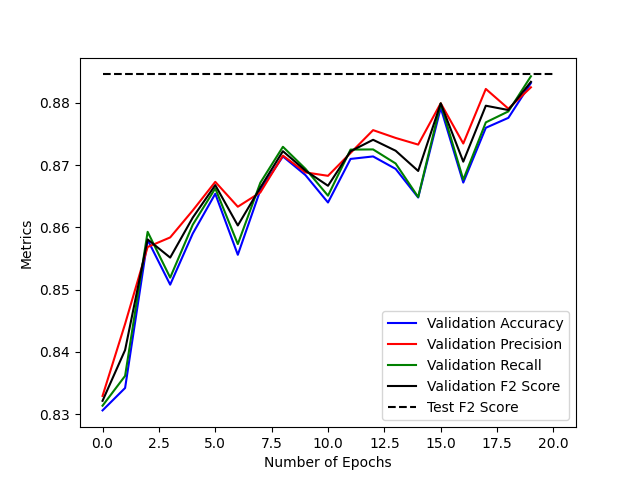 0.88
0.87
0.86
0.85
0.84
0.83
Metrics
0.0 2.5 5.0 7.5 10.0 12.5 15.0 17.5 20.0
Number of Epochs
Validation Accuracy
Validation Precision
Validation Recall
Validation F2 Score
Test F2 Score